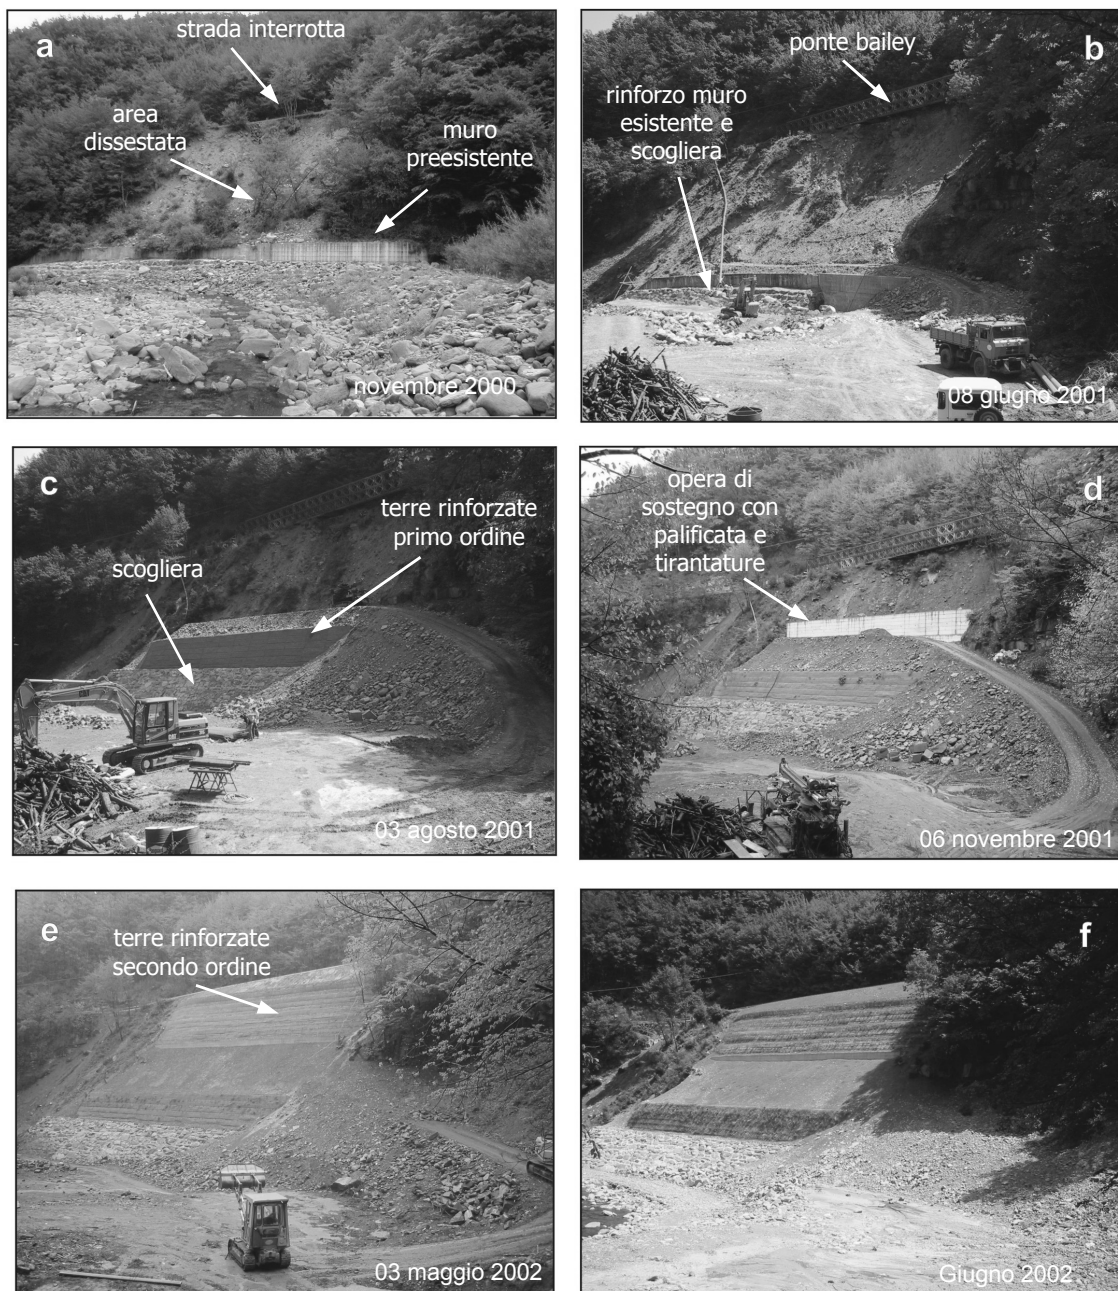 a
strada interrotta
area
dissestata
muro
preesistente
novembre 2000
b
ponte bailey
rinforzo muro
esistente e
scogliera
08 giugno 2001
c
terre rinforzate
primo ordine
scogliera
03 agosto 2001
d
opera di
sostegno con
palificata e
tirantature
06 novembre 2001
e
terre rinforzate
secondo ordine
03 maggio 2002
f
Giugno 2002